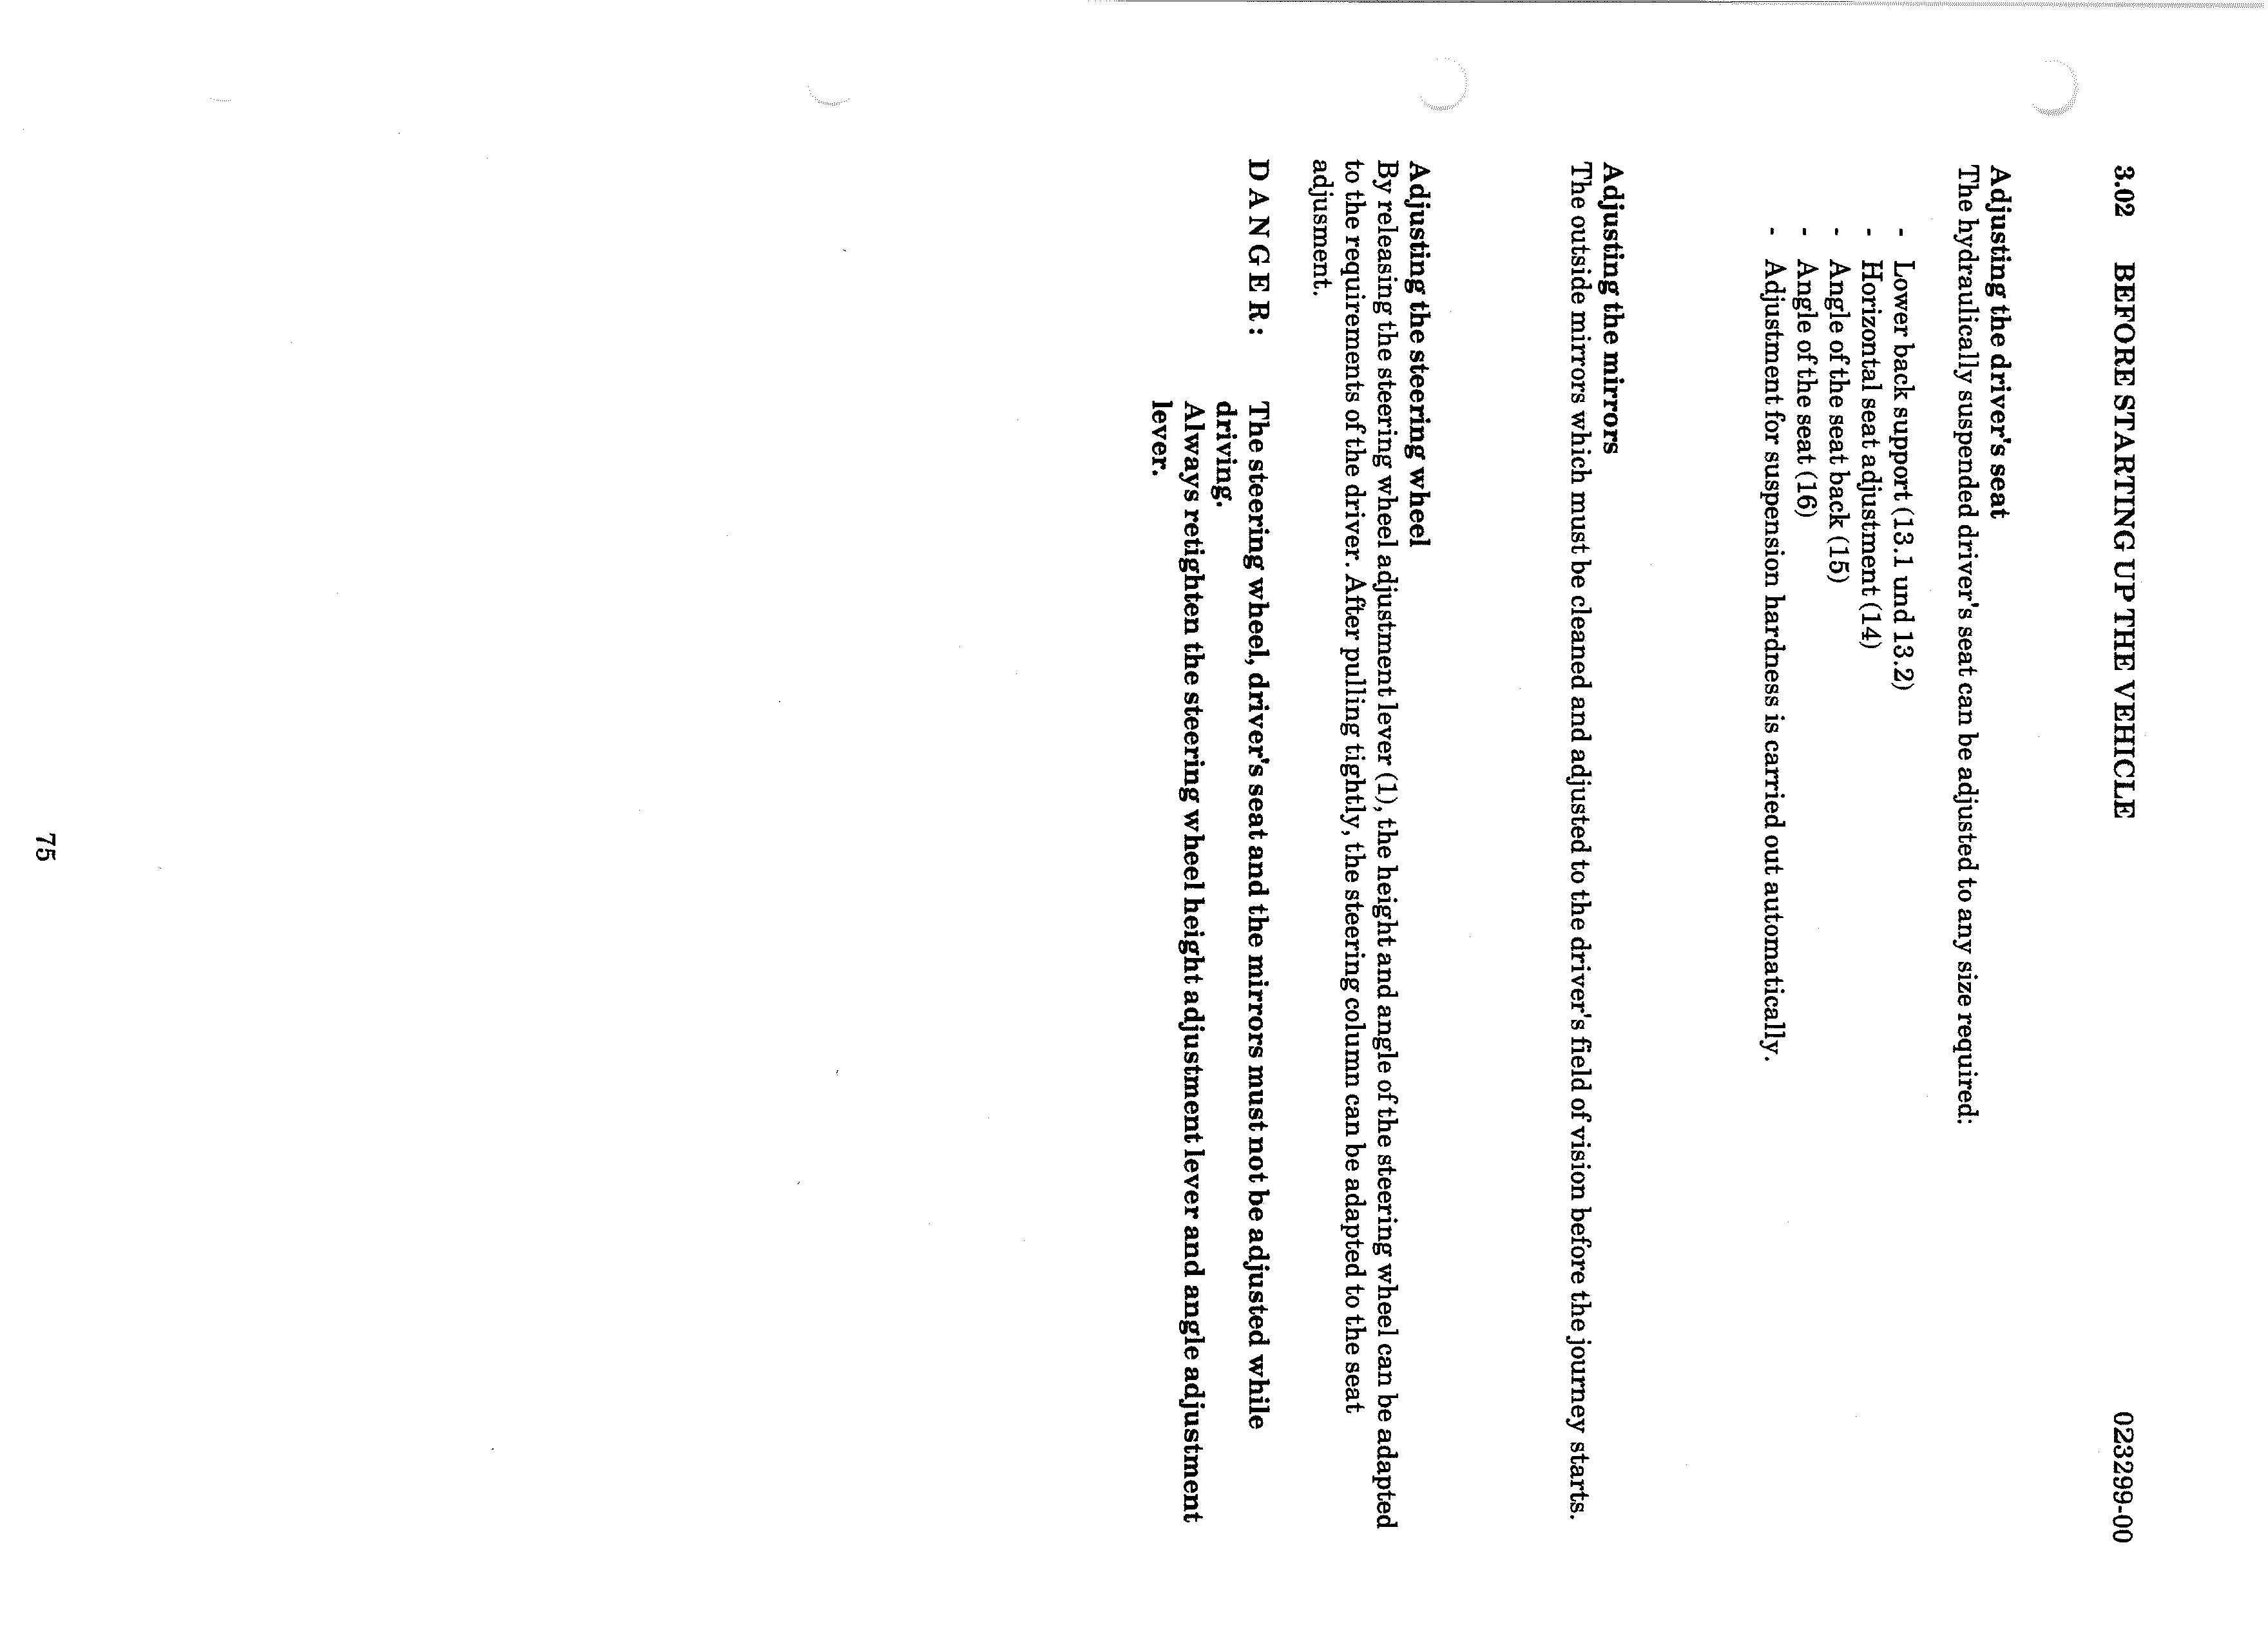 3.02 BEFORE STARTING UP THE VEHICLE 023299-00
Adjusting the driver's seat
The hydraulically suspended driver's seat can be adjusted to any size required:
- Lower back support (13.1 und 13.2)
- Horizontal seat adjustment (14)
- Angle of the seat back (15)
- Angle of the seat (16)
- Adjustment for suspension hardness is carried out automatically.
Adjusting the mirrors
The outside mirrors which must be cleaned and adjusted to the driver's field of vision before the journey starts.
Adjusting the steering wheel
By releasing the steering wheel adjustment lever (1), the height and angle of the steering wheel can be adapted
to the requirements of the driver. After pulling tightly, the steering column can be adapted to the seat
adjusment.
D A N G E R : The steering wheel, driver's seat and the mirrors must not be adjusted while
driving.
Always retighten the steering wheel height adjustment lever and angle adjustment
lever.
75